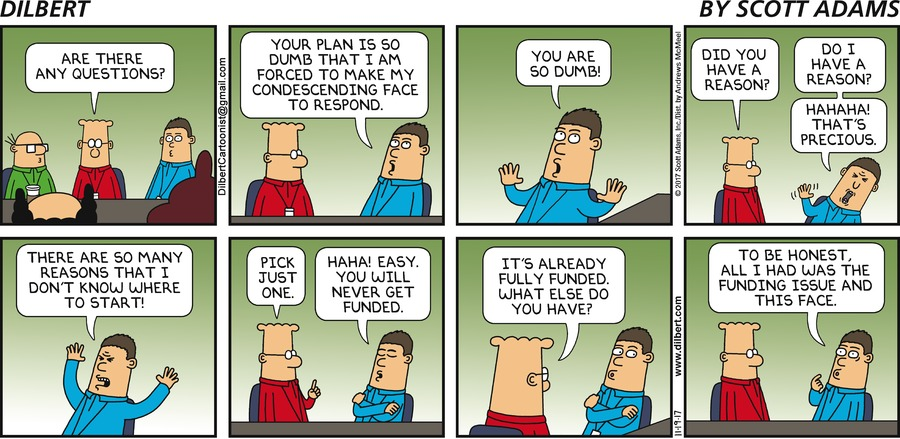 DILBERT
BY SCOTT ADAMS
ARE THERE
ANY QUESTIONS?
DilbertCartoonist@gmail.com
YOUR PLAN IS SO
DUMB THAT I AM
FORCED TO MAKE MY
CONDESCENDING FACE
TO RESPOND.
YOU ARE
SO DUMB!
© 2017 Scott Adams, Inc./Dist. by Andrews McMeel
DID YOU
HAVE A
REASON?
DO I
HAVE A
REASON?
HAHAHA!
THAT'S
PRECIOUS.
THERE ARE SO MANY
REASONS THAT I
DON'T KNOW WHERE
TO START!
PICK
JUST
ONE.
HAHA! EASY.
YOU WILL
NEVER GET
FUNDED.
IT'S ALREADY
FULLY FUNDED.
WHAT ELSE DO
YOU HAVE?
11-19-17
www.dilbert.com
TO BE HONEST,
ALL I HAD WAS THE
FUNDING ISSUE AND
THIS FACE.